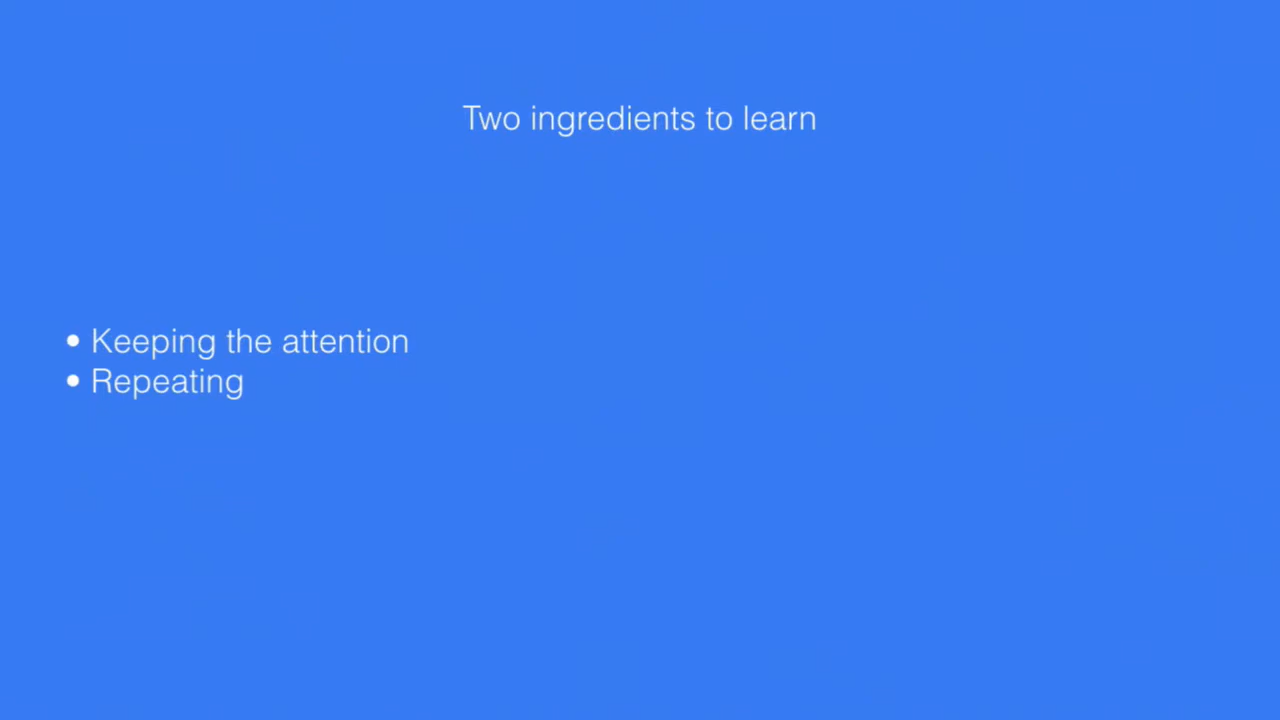 Two ingredients to learn
• Keeping the attention
• Repeating